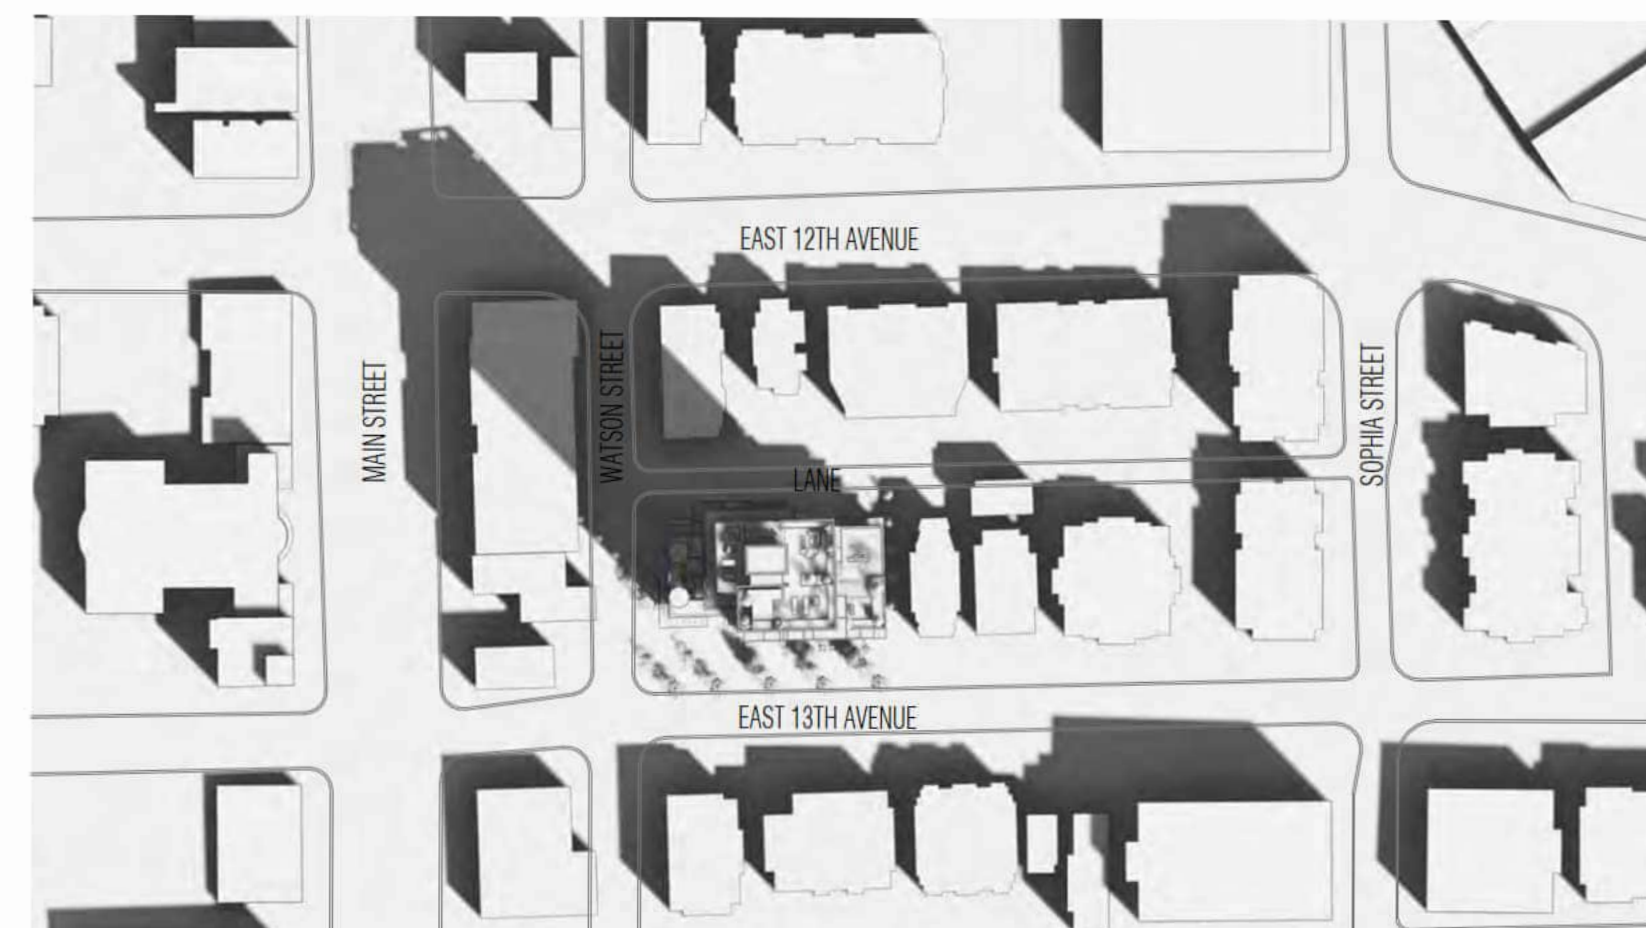 EAST 12TH AVENUE
MAIN STREET
WATSON STREET
SOPHIA STREET
LANE
EAST 13TH AVENUE